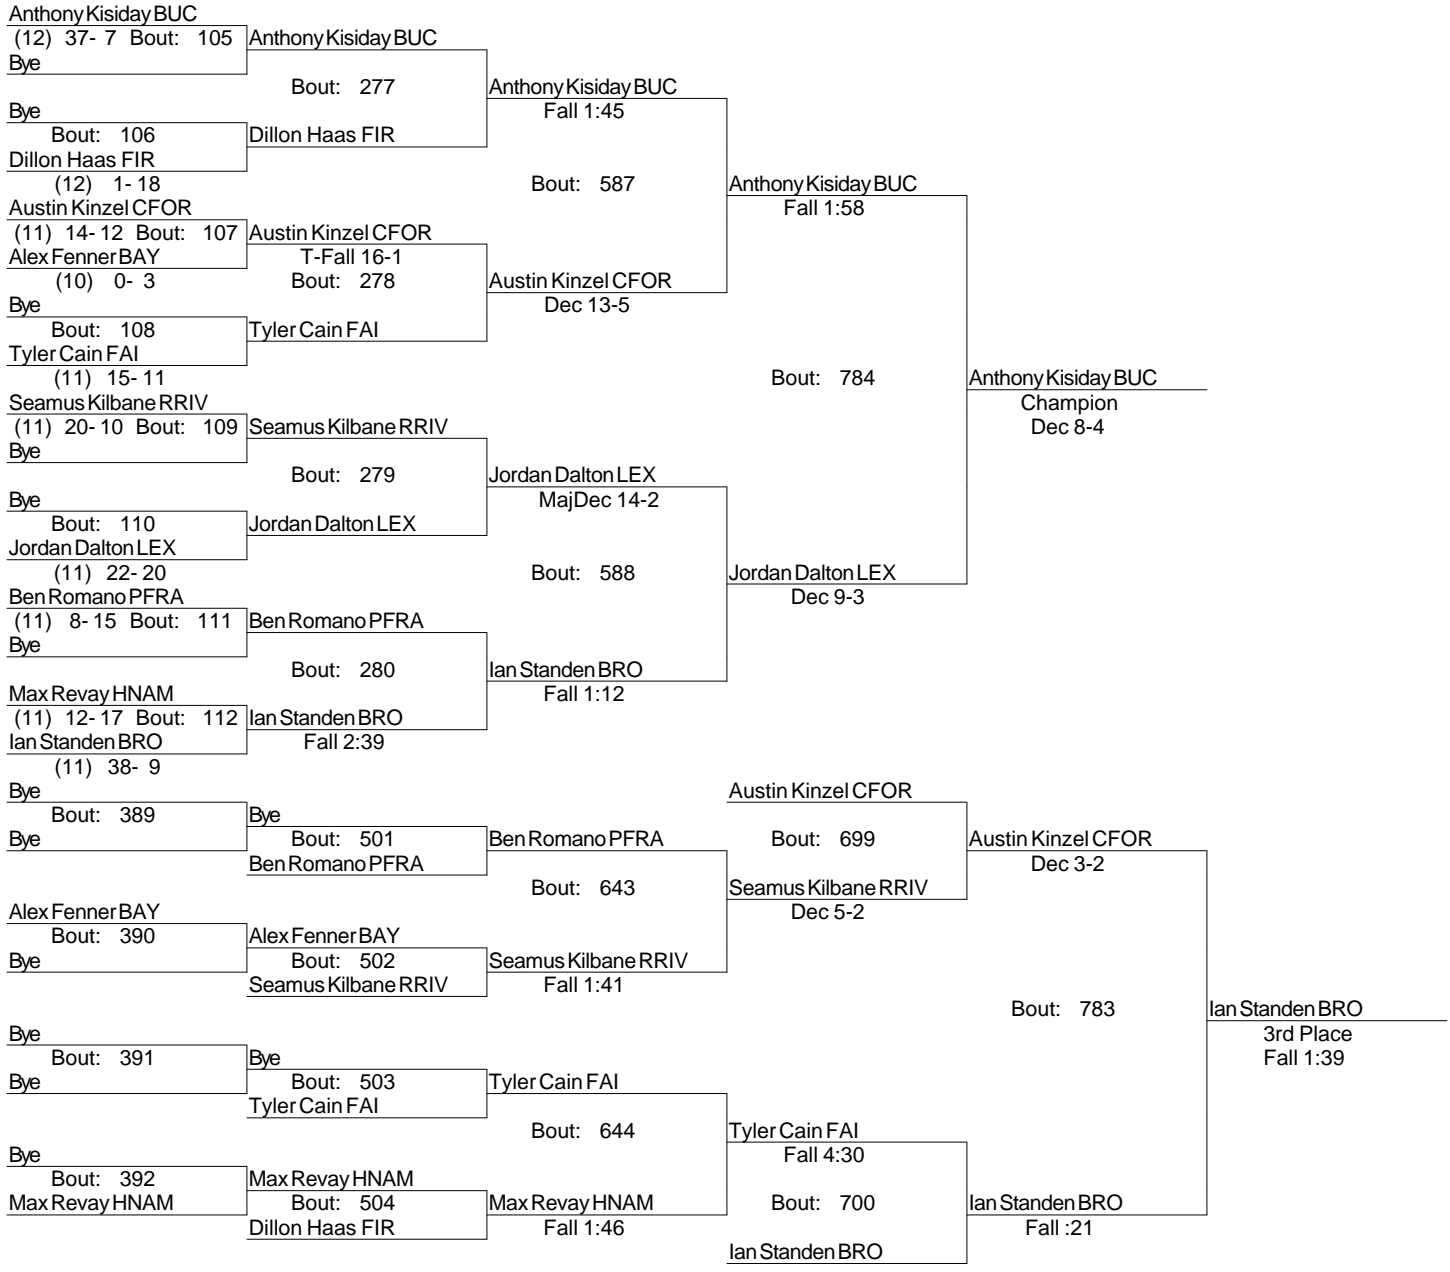 Anthony Kisiday BUC
(12) 37- 7 Bout: 105 Anthony Kisiday BUC
Bye
Bout: 277 Anthony Kisiday BUC
Bye Fall 1:45
Bout: 106 Dillon Haas FIR
Dillon Haas FIR
(12) 1- 18 Bout: 587 Anthony Kisiday BUC
Austin Kinzel CFOR Fall 1:58
(11) 14- 12 Bout: 107 Austin Kinzel CFOR
Alex Fenner BAY T-Fall 16-1
(10) 0- 3 Bout: 278 Austin Kinzel CFOR
Bye Dec 13-5
Bout: 108 Tyler Cain FAI
Tyler Cain FAI
(11) 15- 11 Bout: 784 Anthony Kisiday BUC
Seamus Kilbane RRIV Champion
(11) 20- 10 Bout: 109 Seamus Kilbane RRIV Dec 8-4
Bye
Bout: 279 Jordan Dalton LEX
Bye MajDec 14-2
Bout: 110 Jordan Dalton LEX
Jordan Dalton LEX
(11) 22- 20 Bout: 588 Jordan Dalton LEX
Ben Romano PFRA Dec 9-3
(11) 8- 15 Bout: 111 Ben Romano PFRA
Bye
Bout: 280 Ian Standen BRO
Max Revay HNAM Fall 1:12
(11) 12- 17 Bout: 112 Ian Standen BRO
Ian Standen BRO Fall 2:39
(11) 38- 9
Bye Austin Kinzel CFOR
Bout: 389 Bye
Bye Bout: 501 Ben Romano PFRA Bout: 699 Austin Kinzel CFOR
Ben Romano PFRA Dec 3-2
Bout: 643 Seamus Kilbane RRIV
Alex Fenner BAY Dec 5-2
Bout: 390 Alex Fenner BAY
Bye Bout: 502 Seamus Kilbane RRIV
Seamus Kilbane RRIV Fall 1:41
Bout: 783 Ian Standen BRO
Bye 3rd Place
Bout: 391 Bye Fall 1:39
Bye Bout: 503 Tyler Cain FAI
Tyler Cain FAI
Bout: 644 Tyler Cain FAI
Bye Fall 4:30
Bout: 392 Max Revay HNAM
Max Revay HNAM Bout: 504 Max Revay HNAM Bout: 700 Ian Standen BRO
Dillon Haas FIR Fall 1:46 Fall :21
Ian Standen BRO